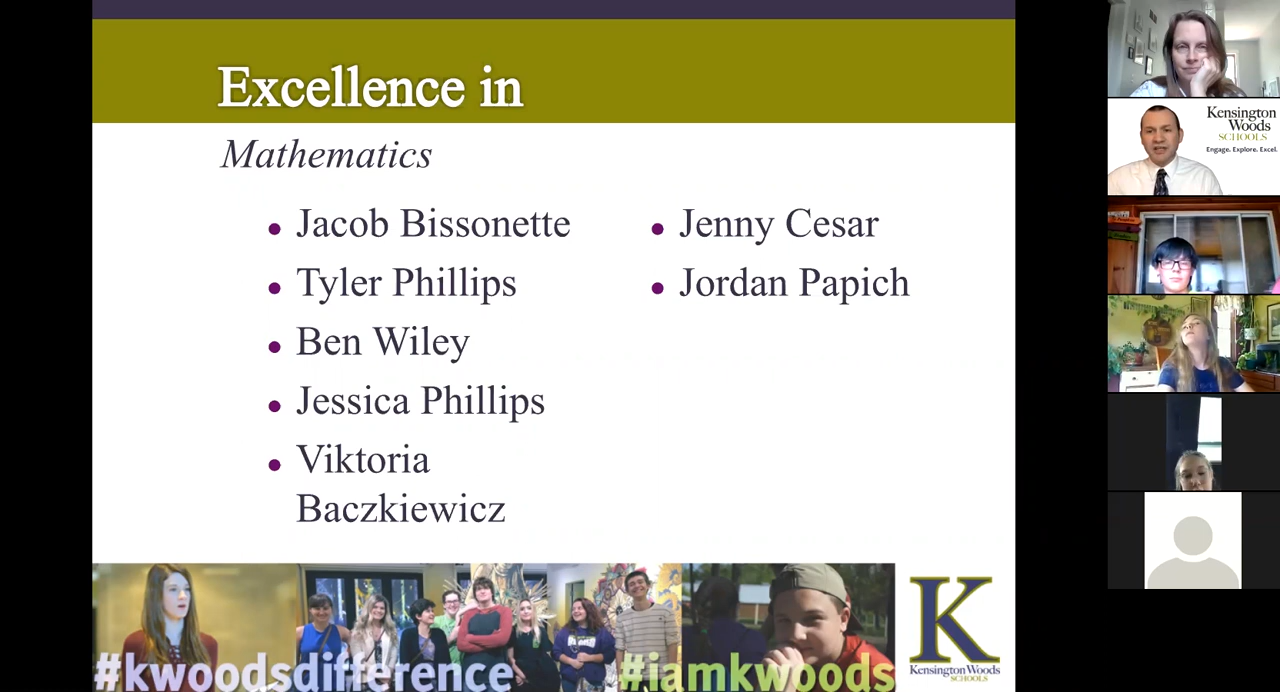 Excellence in
Mathematics
Jacob Bissonette
Tyler Phillips
Ben Wiley
Jessica Phillips
Viktoria
Baczkiewicz
Jenny Cesar
Jordan Papich
#kwoodsdifference
#iamkwoods
K
Kensington Woods
SCHOOLS
Kensington
Woods
SCHOOLS
Engage. Explore. Excel.